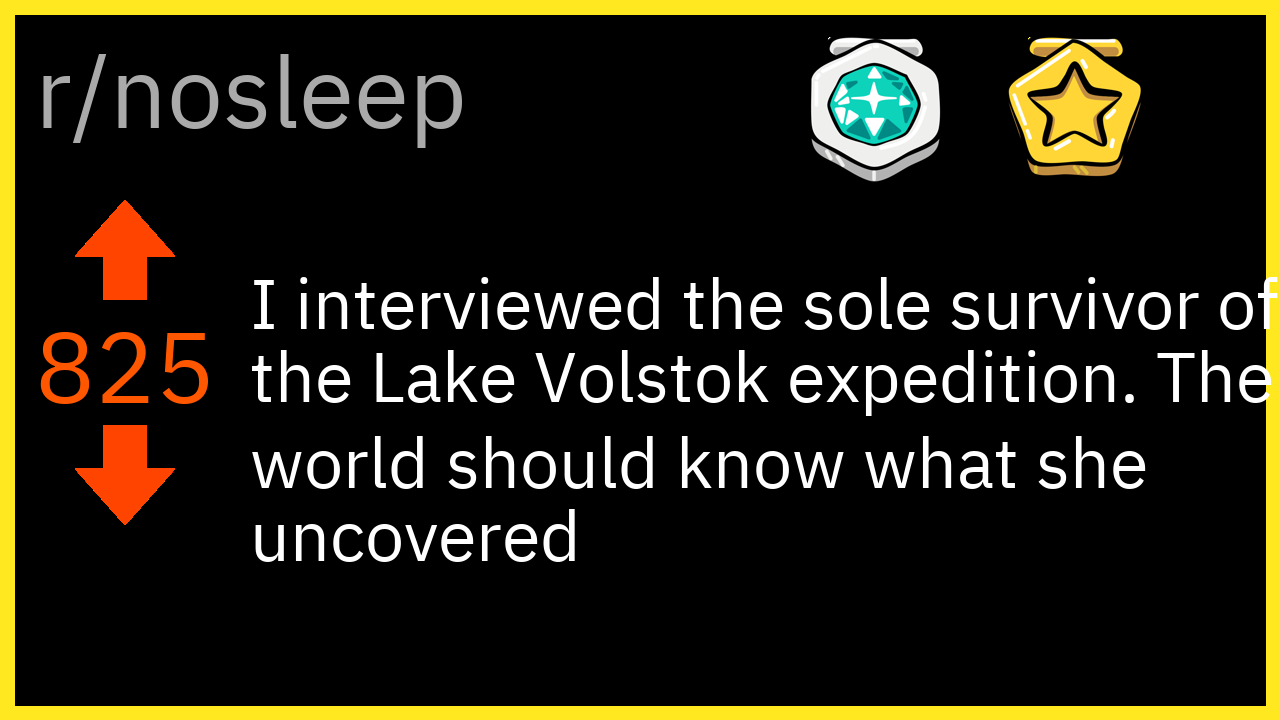 r/nosleep
825
I interviewed the sole survivor of
the Lake Volstok expedition. The
world should know what she
uncovered